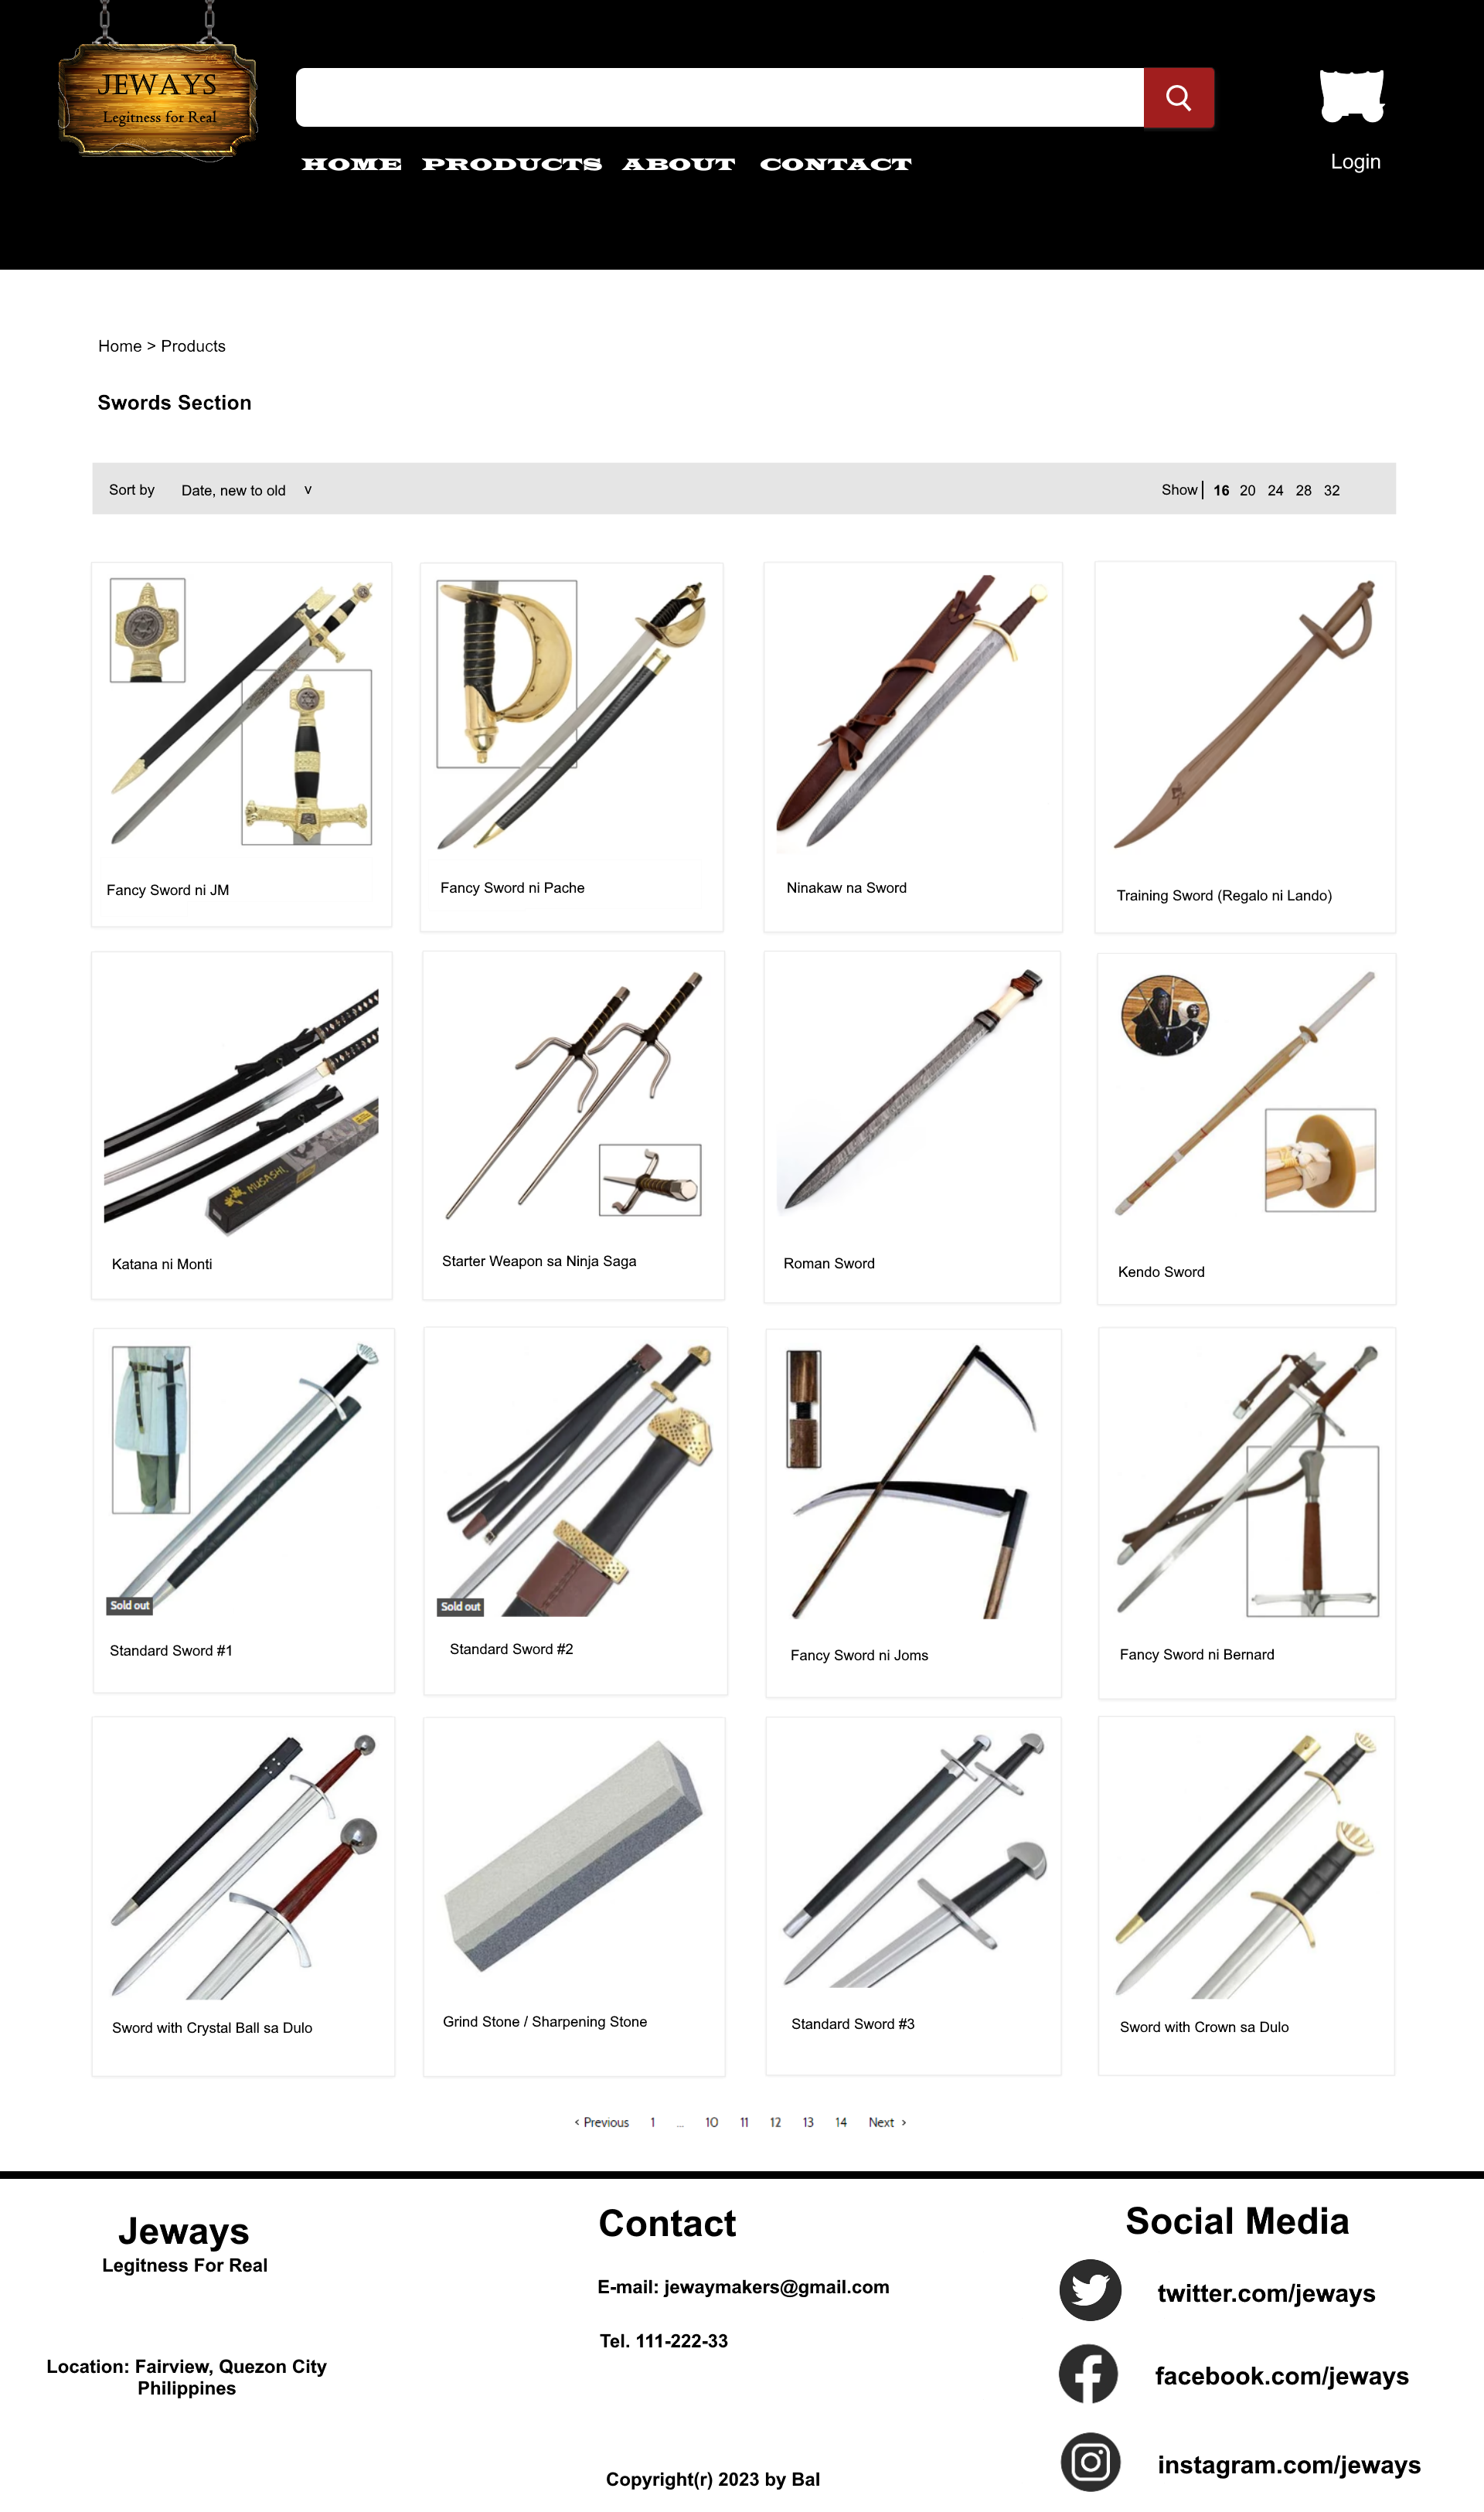 JEWAYS
Legitness for Real
HOME PRODUCTS ABOUT CONTACT
Login
Home > Products
Swords Section
Sort by Date, new to old v
Show | 16 20 24 28 32
Fancy Sword ni JM
Fancy Sword ni Pache
Ninakaw na Sword
Training Sword (Regalo ni Lando)
MUSASHI
Katana ni Monti
Starter Weapon sa Ninja Saga
Roman Sword
Kendo Sword
Sold out
Sold out
Standard Sword #1
Standard Sword #2
Fancy Sword ni Joms
Fancy Sword ni Bernard
Sword with Crystal Ball sa Dulo
Grind Stone / Sharpening Stone
Standard Sword #3
Sword with Crown sa Dulo
< Previous 1 ... 10 11 12 13 14 Next >
Jeways
Legitness For Real
Location: Fairview, Quezon City
Philippines
Contact
E-mail: jewaymakers@gmail.com
Tel. 111-222-33
Copyright(r) 2023 by Bal
Social Media
twitter.com/jeways
facebook.com/jeways
instagram.com/jeways